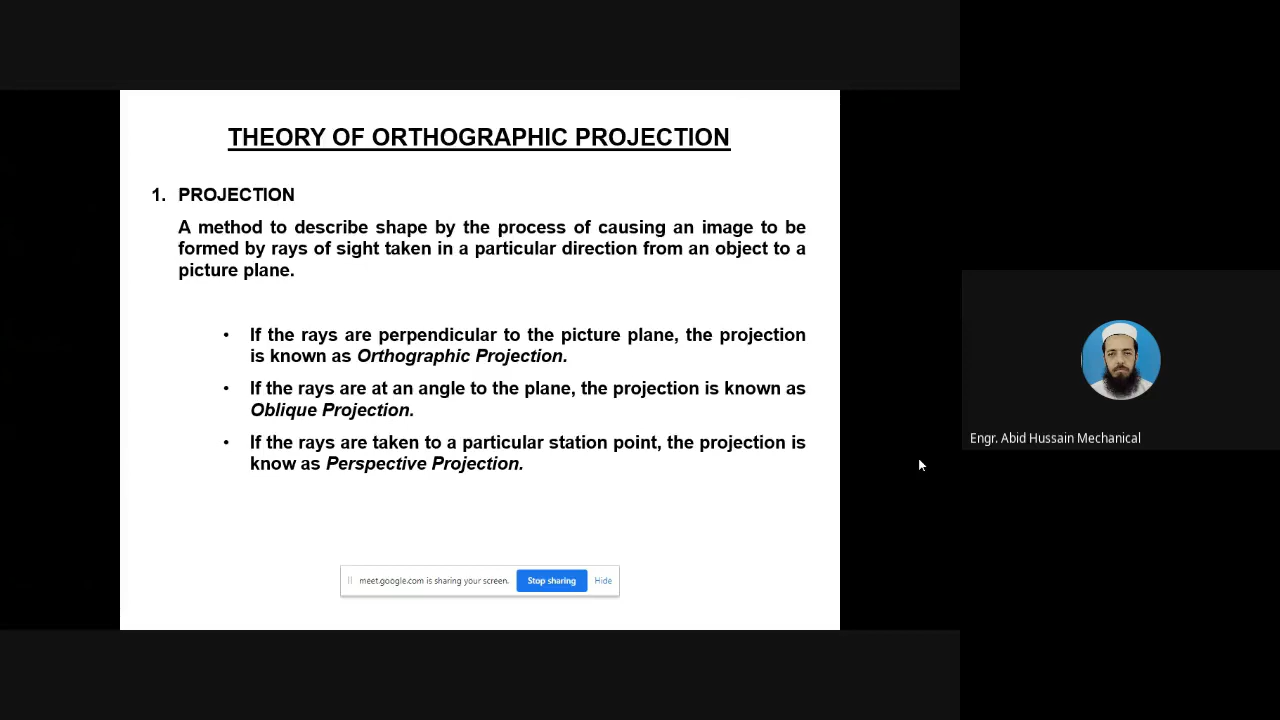 THEORY OF ORTHOGRAPHIC PROJECTION
1. PROJECTION
A method to describe shape by the process of causing an image to be
formed by rays of sight taken in a particular direction from an object to a
picture plane.
• If the rays are perpendicular to the picture plane, the projection
is known as Orthographic Projection.
• If the rays are at an angle to the plane, the projection is known as
Oblique Projection.
• If the rays are taken to a particular station point, the projection is
know as Perspective Projection.
meet.google.com is sharing your screen. Stop sharing Hide
Engr. Abid Hussain Mechanical